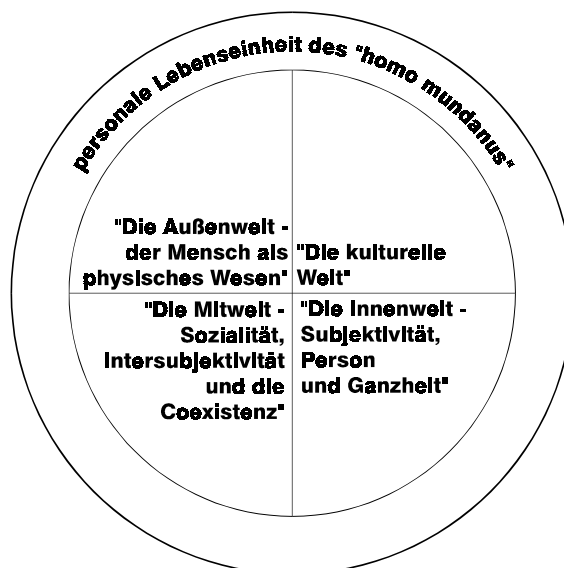 personale Lebenseinheit des "homo mundanus"
"Die Außenwelt -
der Mensch als
physisches Wesen"
"Die kulturelle
Welt"
"Die Mitwelt -
Sozialität,
Intersubjektivität
und die
Coexistenz"
"Die Innenwelt -
Subjektivität,
Person
und Ganzheit"